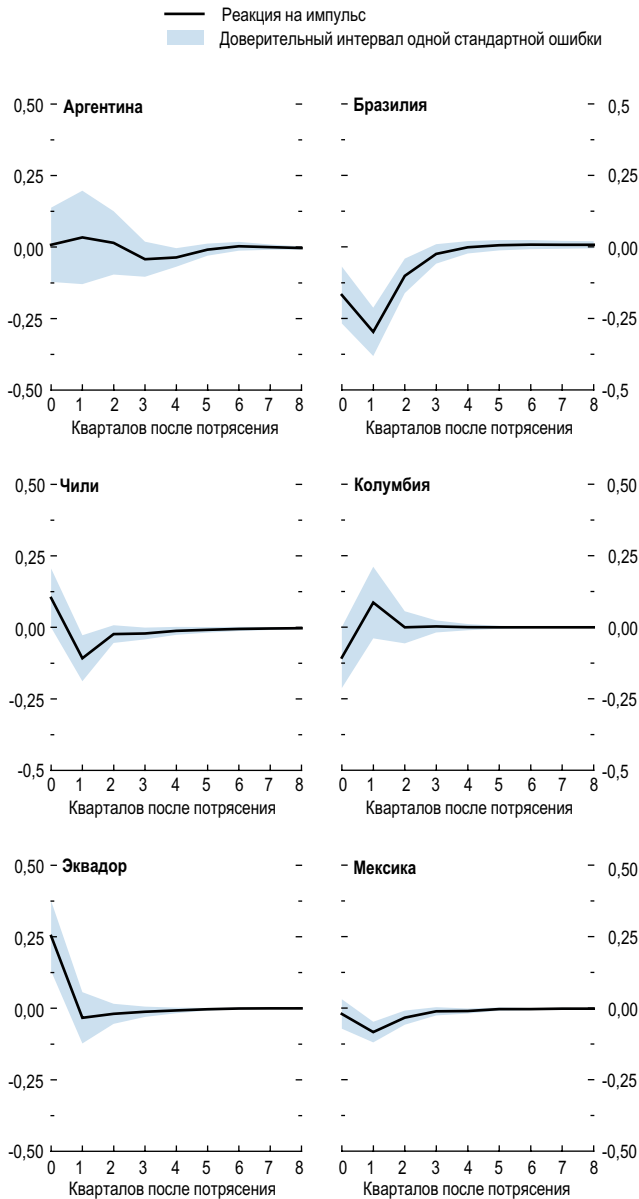 Реакция на импульс
Доверительный интервал одной стандартной ошибки
Аргентина
0,50
0,25
0,00
-0,25
-0,50
0 1 2 3 4 5 6 7 8
Кварталов после потрясения
Бразилия
0,5
0,25
0,00
-0,25
-0,5
0 1 2 3 4 5 6 7 8
Кварталов после потрясения
Чили
0,50
0,25
0,00
-0,25
-0,5
0 1 2 3 4 5 6 7 8
Кварталов после потрясения
Колумбия
0,50
0,25
0,00
-0,25
-0,5
0 1 2 3 4 5 6 7 8
Кварталов после потрясения
Эквадор
0,50
0,25
0,00
-0,25
-0,50
0 1 2 3 4 5 6 7 8
Кварталов после потрясения
Мексика
0,50
0,25
0,00
-0,25
-0,50
0 1 2 3 4 5 6 7 8
Кварталов после потрясения